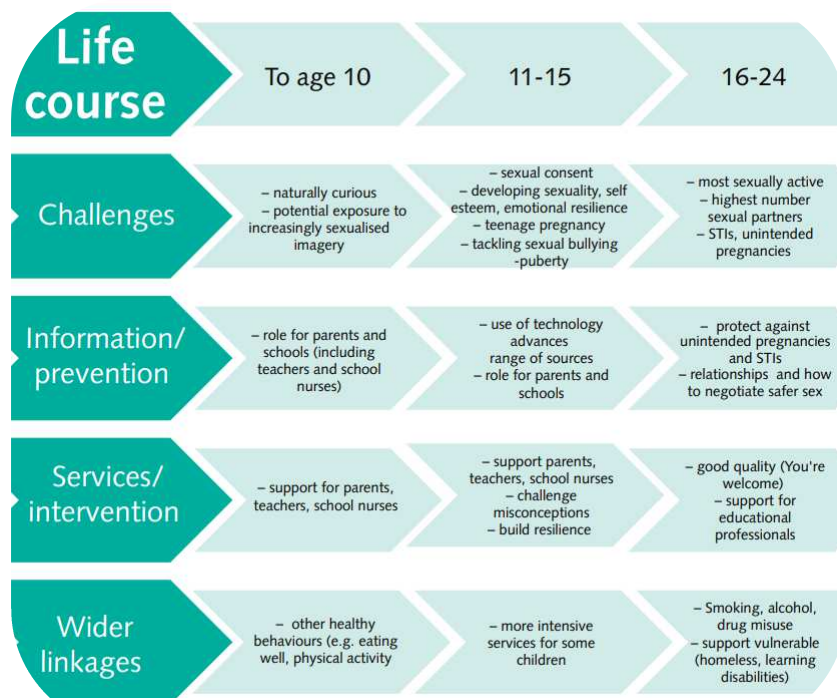 Life
course
To age 10
11-15
16-24
Challenges
– naturally curious
– potential exposure to
increasingly sexualised
imagery
– sexual consent
– developing sexuality, self
esteem, emotional resilience
– teenage pregnancy
– tackling sexual bullying
-puberty
– most sexually active
– highest number
sexual partners
– STIs, unintended
pregnancies
Information/
prevention
– role for parents and
schools (including
teachers and school
nurses)
– use of technology
advances
range of sources
– role for parents and
schools
– protect against
unintended pregnancies
and STIs
– relationships and how
to negotiate safer sex
Services/
intervention
– support for parents,
teachers, school nurses
– support parents,
teachers, school nurses
– challenge
misconceptions
– build resilience
– good quality (You're
welcome)
– support for
educational
professionals
Wider
linkages
– other healthy
behaviours (e.g. eating
well, physical activity
– more intensive
services for some
children
– Smoking, alcohol,
drug misuse
– support vulnerable
(homeless, learning
disabilities)